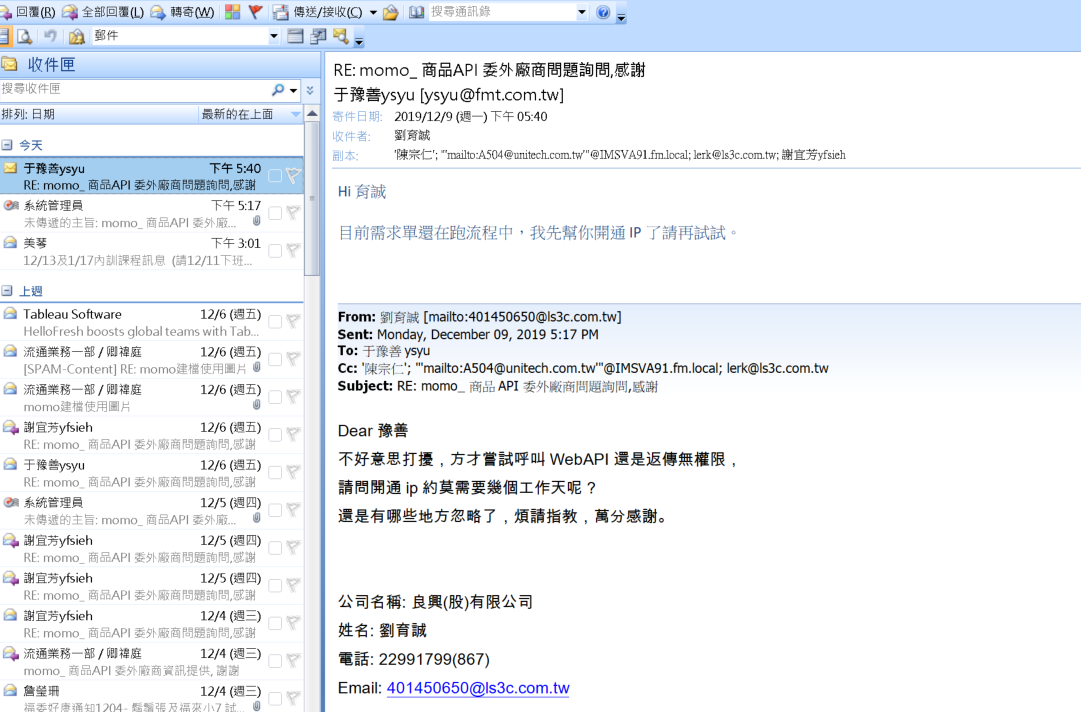 回覆(R) 全部回覆(L) 轉寄(W) 傳送/接收(C) 搜尋通訊錄
郵件
收件匣
搜尋收件匣
排列: 日期 最新的在上面
今天
于豫善ysyu 下午 5:40
RE: momo_ 商品API 委外廠商問題詢問,感謝
系統管理員 下午 5:17
未傳遞的主旨: momo_ 商品API 委外廠...
美琴 下午 3:01
12/13及1/17內訓課程訊息 (請12/11下班...
上週
Tableau Software 12/6 (週五)
HelloFresh boosts global teams with Tab...
流通業務一部 / 卿禕庭 12/6 (週五)
[SPAM-Content] RE: momo建檔使用圖片
流通業務一部 / 卿禕庭 12/6 (週五)
momo建檔使用圖片
謝宜芳yfsieh 12/6 (週五)
RE: momo_ 商品API 委外廠商問題詢問,感謝
于豫善ysyu 12/6 (週五)
RE: momo_ 商品API 委外廠商問題詢問,感謝
系統管理員 12/5 (週四)
未傳遞的主旨: momo_ 商品API 委外廠...
謝宜芳yfsieh 12/5 (週四)
RE: momo_ 商品API 委外廠商問題詢問,感謝
謝宜芳yfsieh 12/5 (週四)
RE: momo_ 商品API 委外廠商問題詢問,感謝
謝宜芳yfsieh 12/4 (週三)
RE: momo_ 商品API 委外廠商問題詢問,感謝
流通業務一部 / 卿禕庭 12/4 (週三)
momo_ 商品API 委外廠商資訊提供, 謝謝
詹瑩珊 12/4 (週三)
福委好康通知1204- 鬍鬚張及福來小7 試...
RE: momo_ 商品API 委外廠商問題詢問,感謝
于豫善ysyu [ysyu@fmt.com.tw]
寄件日期: 2019/12/9 (週一) 下午 05:40
收件者: 劉育誠
副本: '陳宗仁'; "'mailto:A504@unitech.com.tw'"@IMSVA91.fm.local; lerk@ls3c.com.tw; 謝宜芳yfsieh
Hi 育誠
目前需求單還在跑流程中，我先幫你開通 IP 了請再試試。
From: 劉育誠 [mailto:401450650@ls3c.com.tw]
Sent: Monday, December 09, 2019 5:17 PM
To: 于豫善 ysyu
Cc: '陳宗仁'; "'mailto:A504@unitech.com.tw'"@IMSVA91.fm.local; lerk@ls3c.com.tw
Subject: RE: momo_ 商品 API 委外廠商問題詢問,感謝
Dear 豫善
不好意思打擾，方才嘗試呼叫 WebAPI 還是返傳無權限，
請問開通 ip 約莫需要幾個工作天呢？
還是有哪些地方忽略了，煩請指教，萬分感謝。
公司名稱: 良興(股)有限公司
姓名: 劉育誠
電話: 22991799(867)
Email: 401450650@ls3c.com.tw